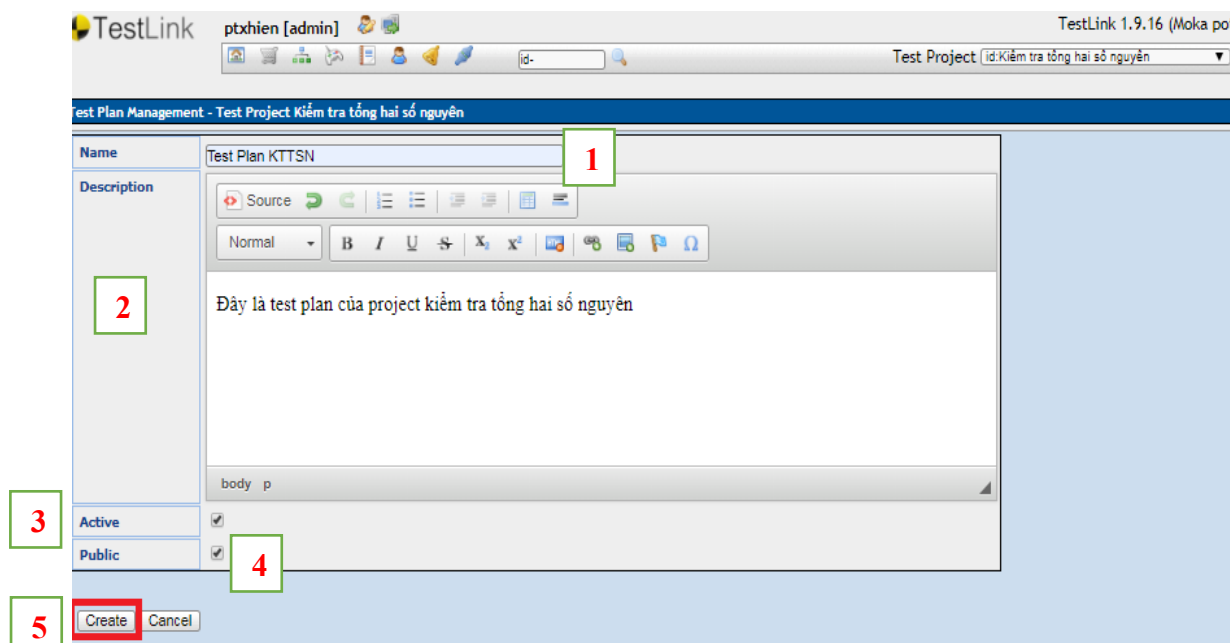 TestLink ptxhien [admin] TestLink 1.9.16 (Moka po
id- Test Project id:Kiểm tra tổng hai số nguyên
Test Plan Management - Test Project Kiểm tra tổng hai số nguyên
Name Test Plan KTTSN 1
Description
Source
Normal B I U S X₂ X² Ω
2 Đây là test plan của project kiểm tra tổng hai số nguyên
body p
3 Active
Public 4
5 Create Cancel